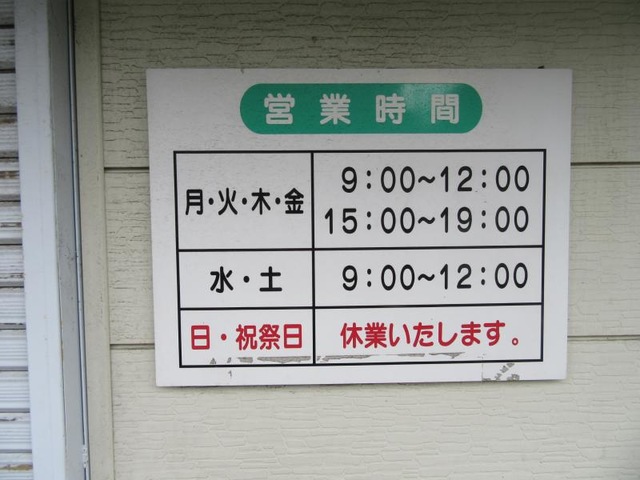 営業時間
月・火・木・金
9:00~12:00
15:00~19:00
水・土
9:00~12:00
日・祝祭日
休業いたします。